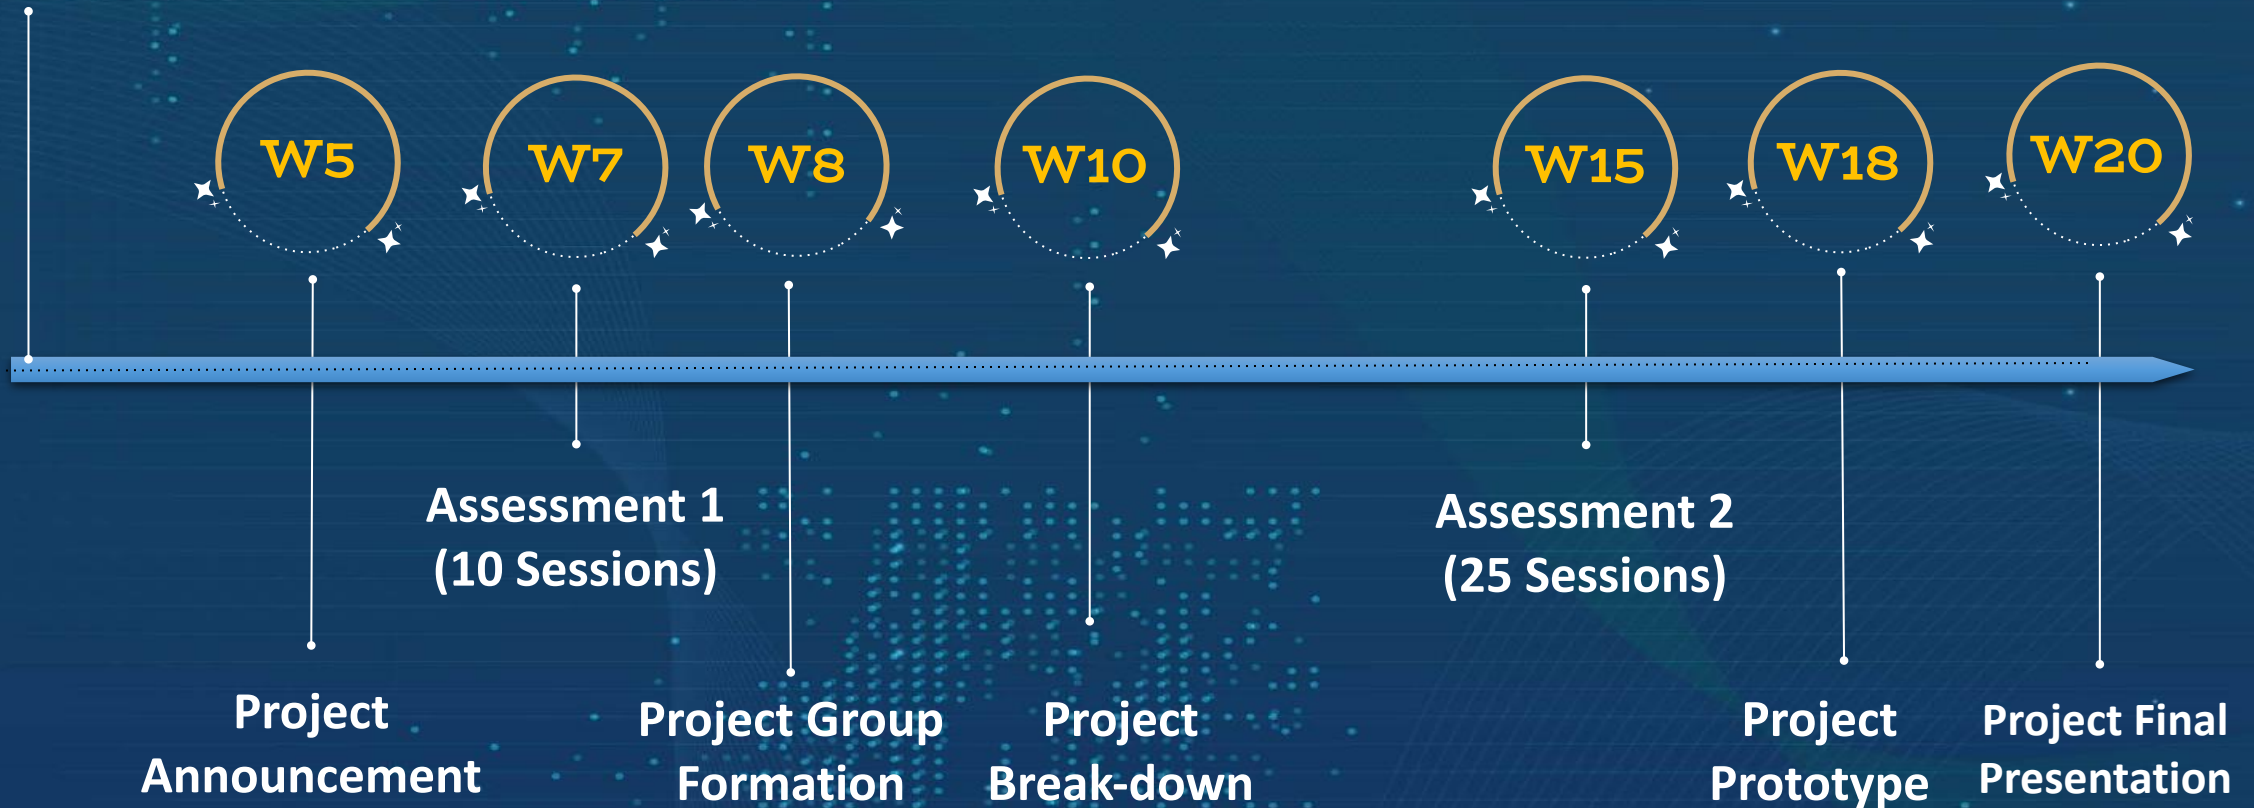 W5
W7
W8
W10
W15
W18
W20
Assessment 1
(10 Sessions)
Assessment 2
(25 Sessions)
Project
Announcement
Project Group
Formation
Project
Break-down
Project
Prototype
Project Final
Presentation